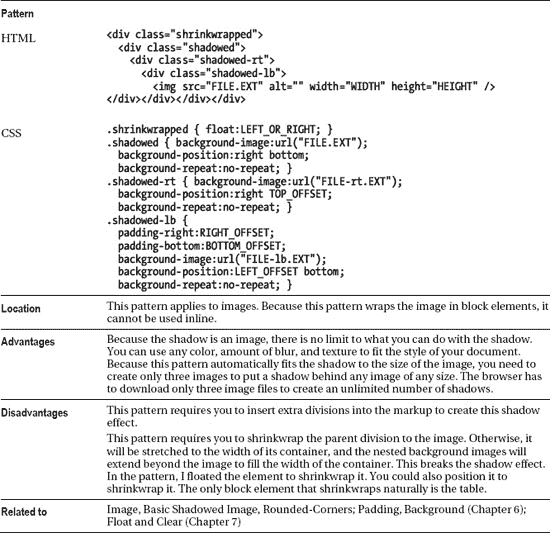 Pattern
HTML
<div class="shrinkwrapped">
<div class="shadowed">
<div class="shadowed-rt">
<div class="shadowed-lb">
<img src="FILE.EXT" alt="" width="WIDTH" height="HEIGHT" />
</div></div></div></div>
CSS
.shrinkwrapped { float:LEFT_OR_RIGHT; }
.shadowed { background-image:url("FILE.EXT");
background-position:right bottom;
background-repeat:no-repeat; }
.shadowed-rt { background-image:url("FILE-rt.EXT");
background-position:right TOP_OFFSET;
background-repeat:no-repeat; }
.shadowed-lb {
padding-right:RIGHT_OFFSET;
padding-bottom:BOTTOM_OFFSET;
background-image:url("FILE-lb.EXT");
background-position:LEFT_OFFSET bottom;
background-repeat:no-repeat; }
Location
This pattern applies to images. Because this pattern wraps the image in block elements, it
cannot be used inline.
Advantages
Because the shadow is an image, there is no limit to what you can do with the shadow.
You can use any color, amount of blur, and texture to fit the style of your document.
Because this pattern automatically fits the shadow to the size of the image, you need to
create only three images to put a shadow behind any image of any size. The browser has
to download only three image files to create an unlimited number of shadows.
Disadvantages
This pattern requires you to insert extra divisions into the markup to create this shadow
effect.
This pattern requires you to shrinkwrap the parent division to the image. Otherwise, it
will be stretched to the width of its container, and the nested background images will
extend beyond the image to fill the width of the container. This breaks the shadow effect.
In the pattern, I floated the element to shrinkwrap it. You could also position it to
shrinkwrap it. The only block element that shrinkwraps naturally is the table.
Related to
Image, Basic Shadowed Image, Rounded-Corners; Padding, Background (Chapter 6);
Float and Clear (Chapter 7)